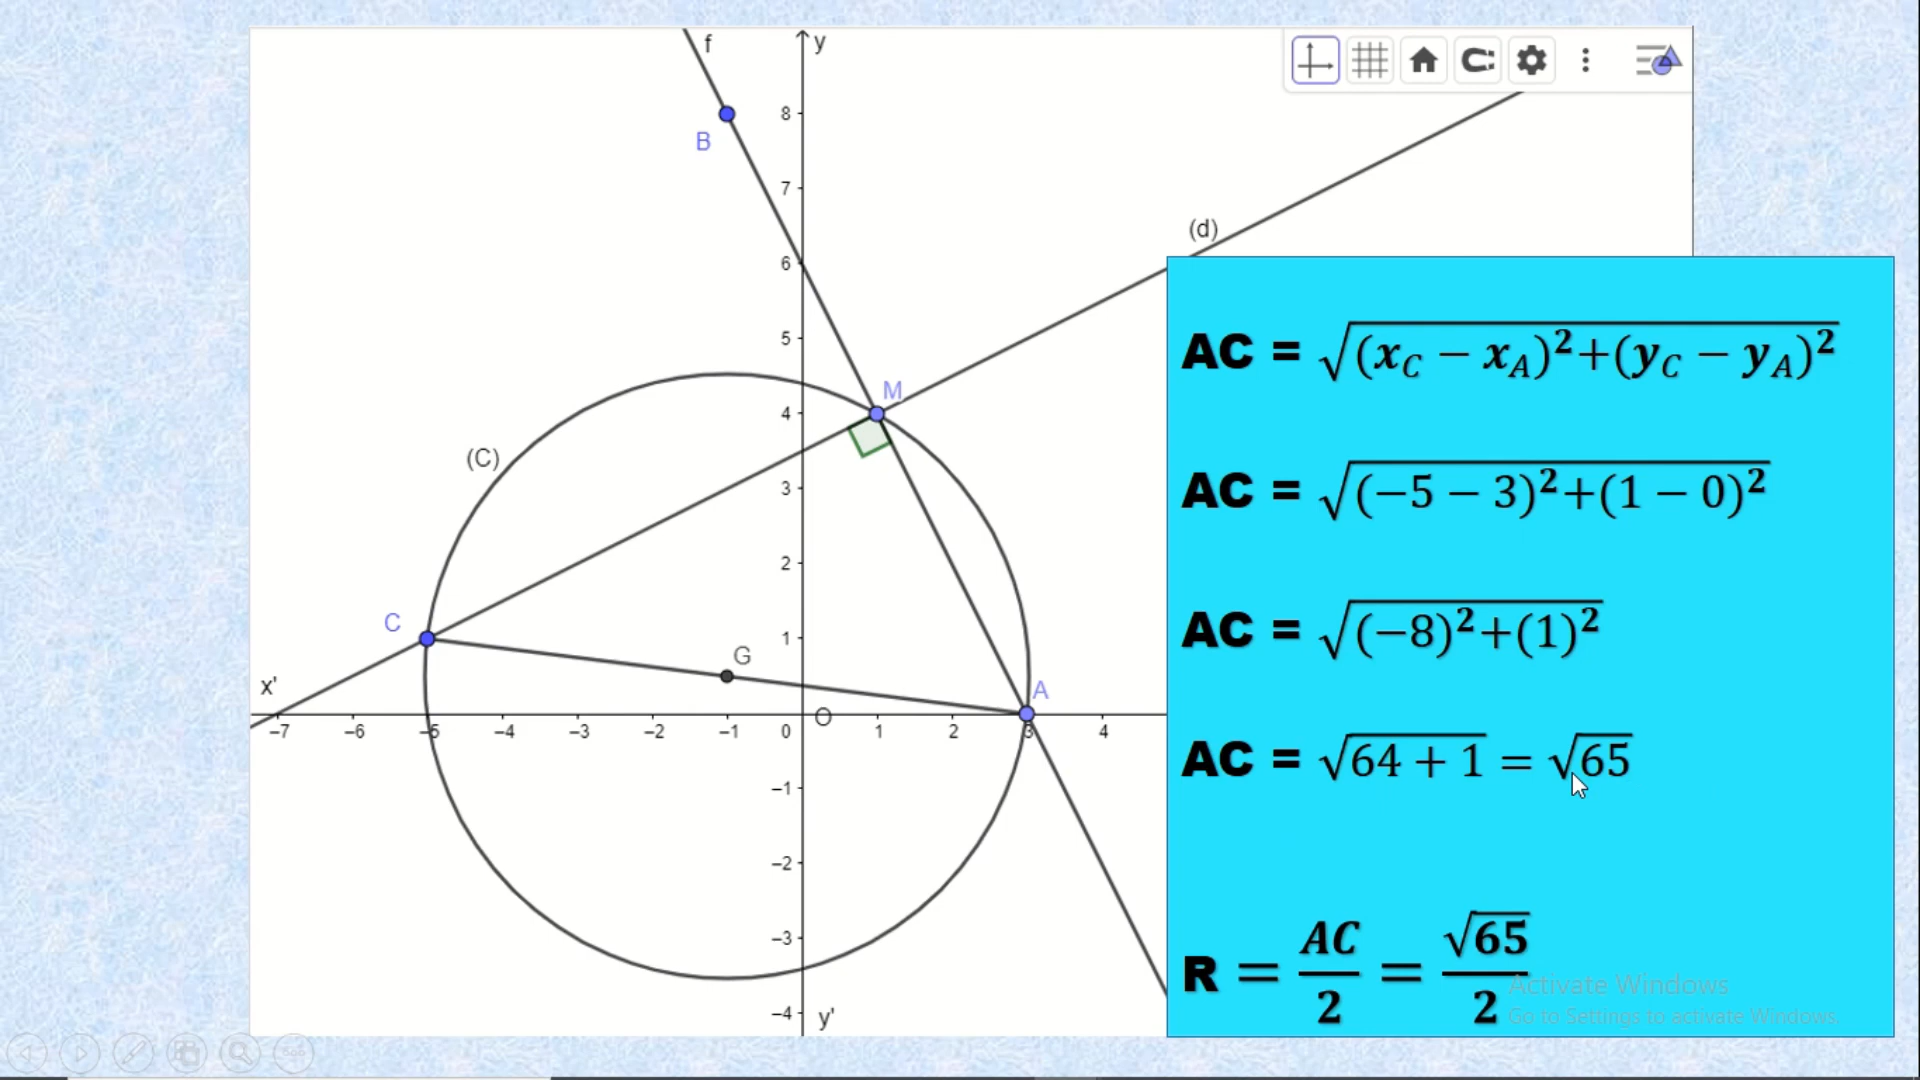 f
y
8
B
7
(d)
6
5
M
4
(C)
3
2
C
1
G
x'
A
O
–7 –6 –5 –4 –3 –2 –1 0 1 2 3 4
–1
–2
–3
–4
y'
AC = √(x_C − x_A)²+(y_C − y_A)²
AC = √(−5 − 3)²+(1 − 0)²
AC = √(−8)²+(1)²
AC = √64 + 1 = √65
R = AC/2 = √65/2
Activate Windows
Go to Settings to activate Windows.